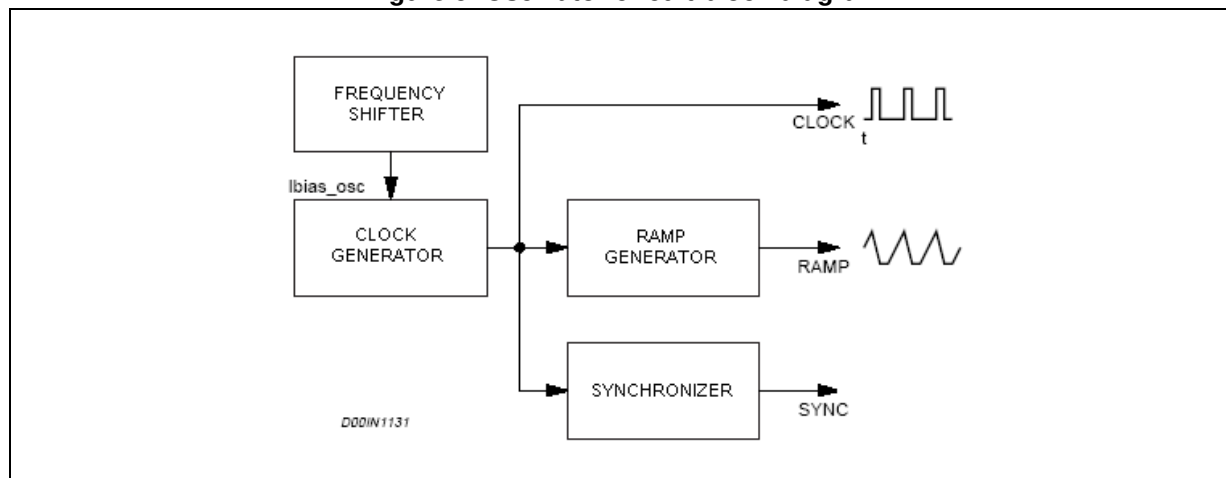 FREQUENCY
SHIFTER
CLOCK
t
Ibias_osc
CLOCK
GENERATOR
RAMP
GENERATOR
RAMP
SYNCHRONIZER
SYNC
D00IN1131